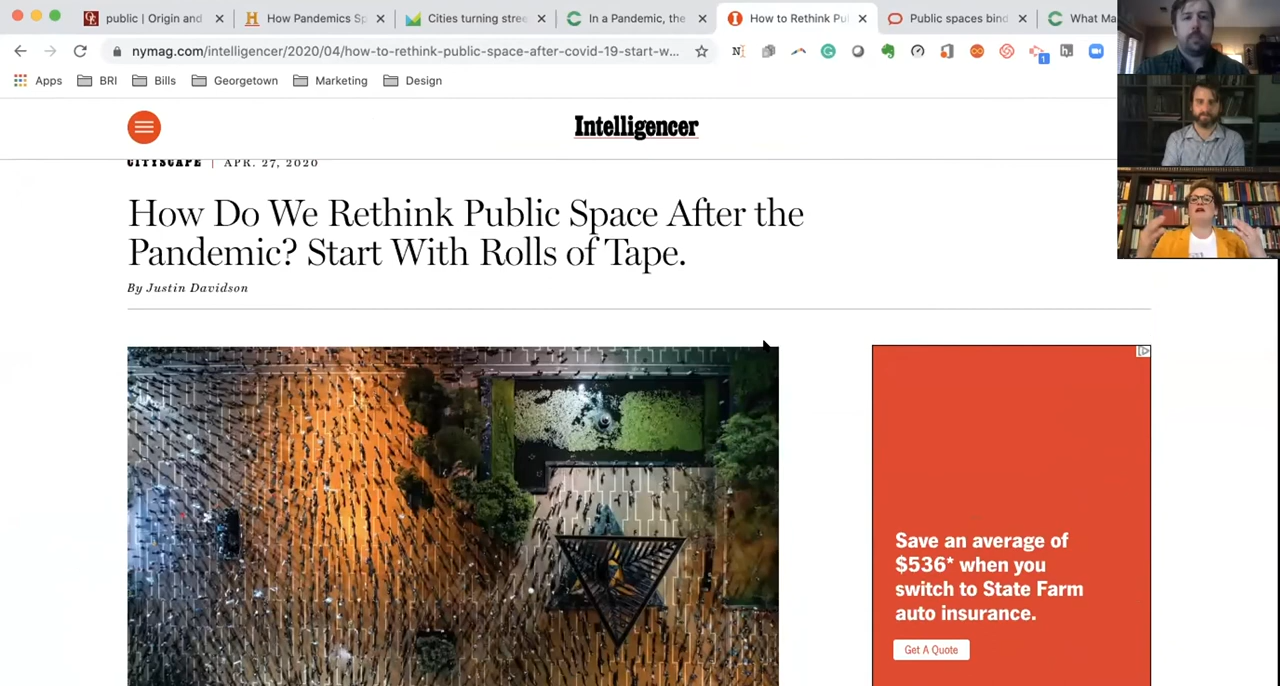 public | Origin and
How Pandemics Sp
Cities turning stree
In a Pandemic, the
How to Rethink Pul
Public spaces bind
What Ma
nymag.com/intelligencer/2020/04/how-to-rethink-public-space-after-covid-19-start-w...
Apps BRI Bills Georgetown Marketing Design
Intelligencer
CITYSCAPE | APR. 27, 2020
How Do We Rethink Public Space After the
Pandemic? Start With Rolls of Tape.
By Justin Davidson
Save an average of
$536* when you
switch to State Farm
auto insurance.
Get A Quote